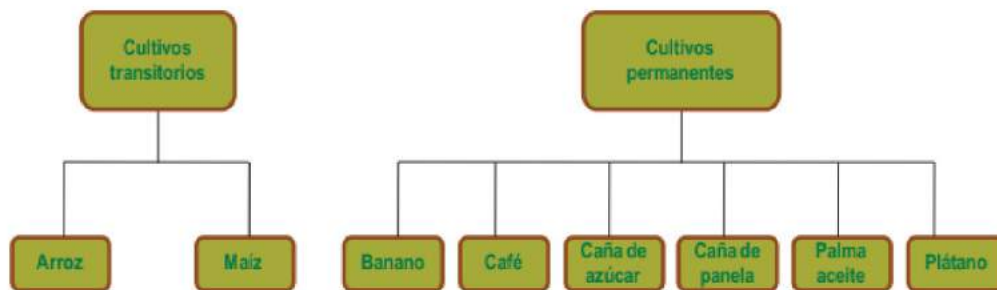 Cultivos
transitorios
Cultivos
permanentes
Arroz
Maíz
Banano
Café
Caña de
azúcar
Caña de
panela
Palma
aceite
Plátano